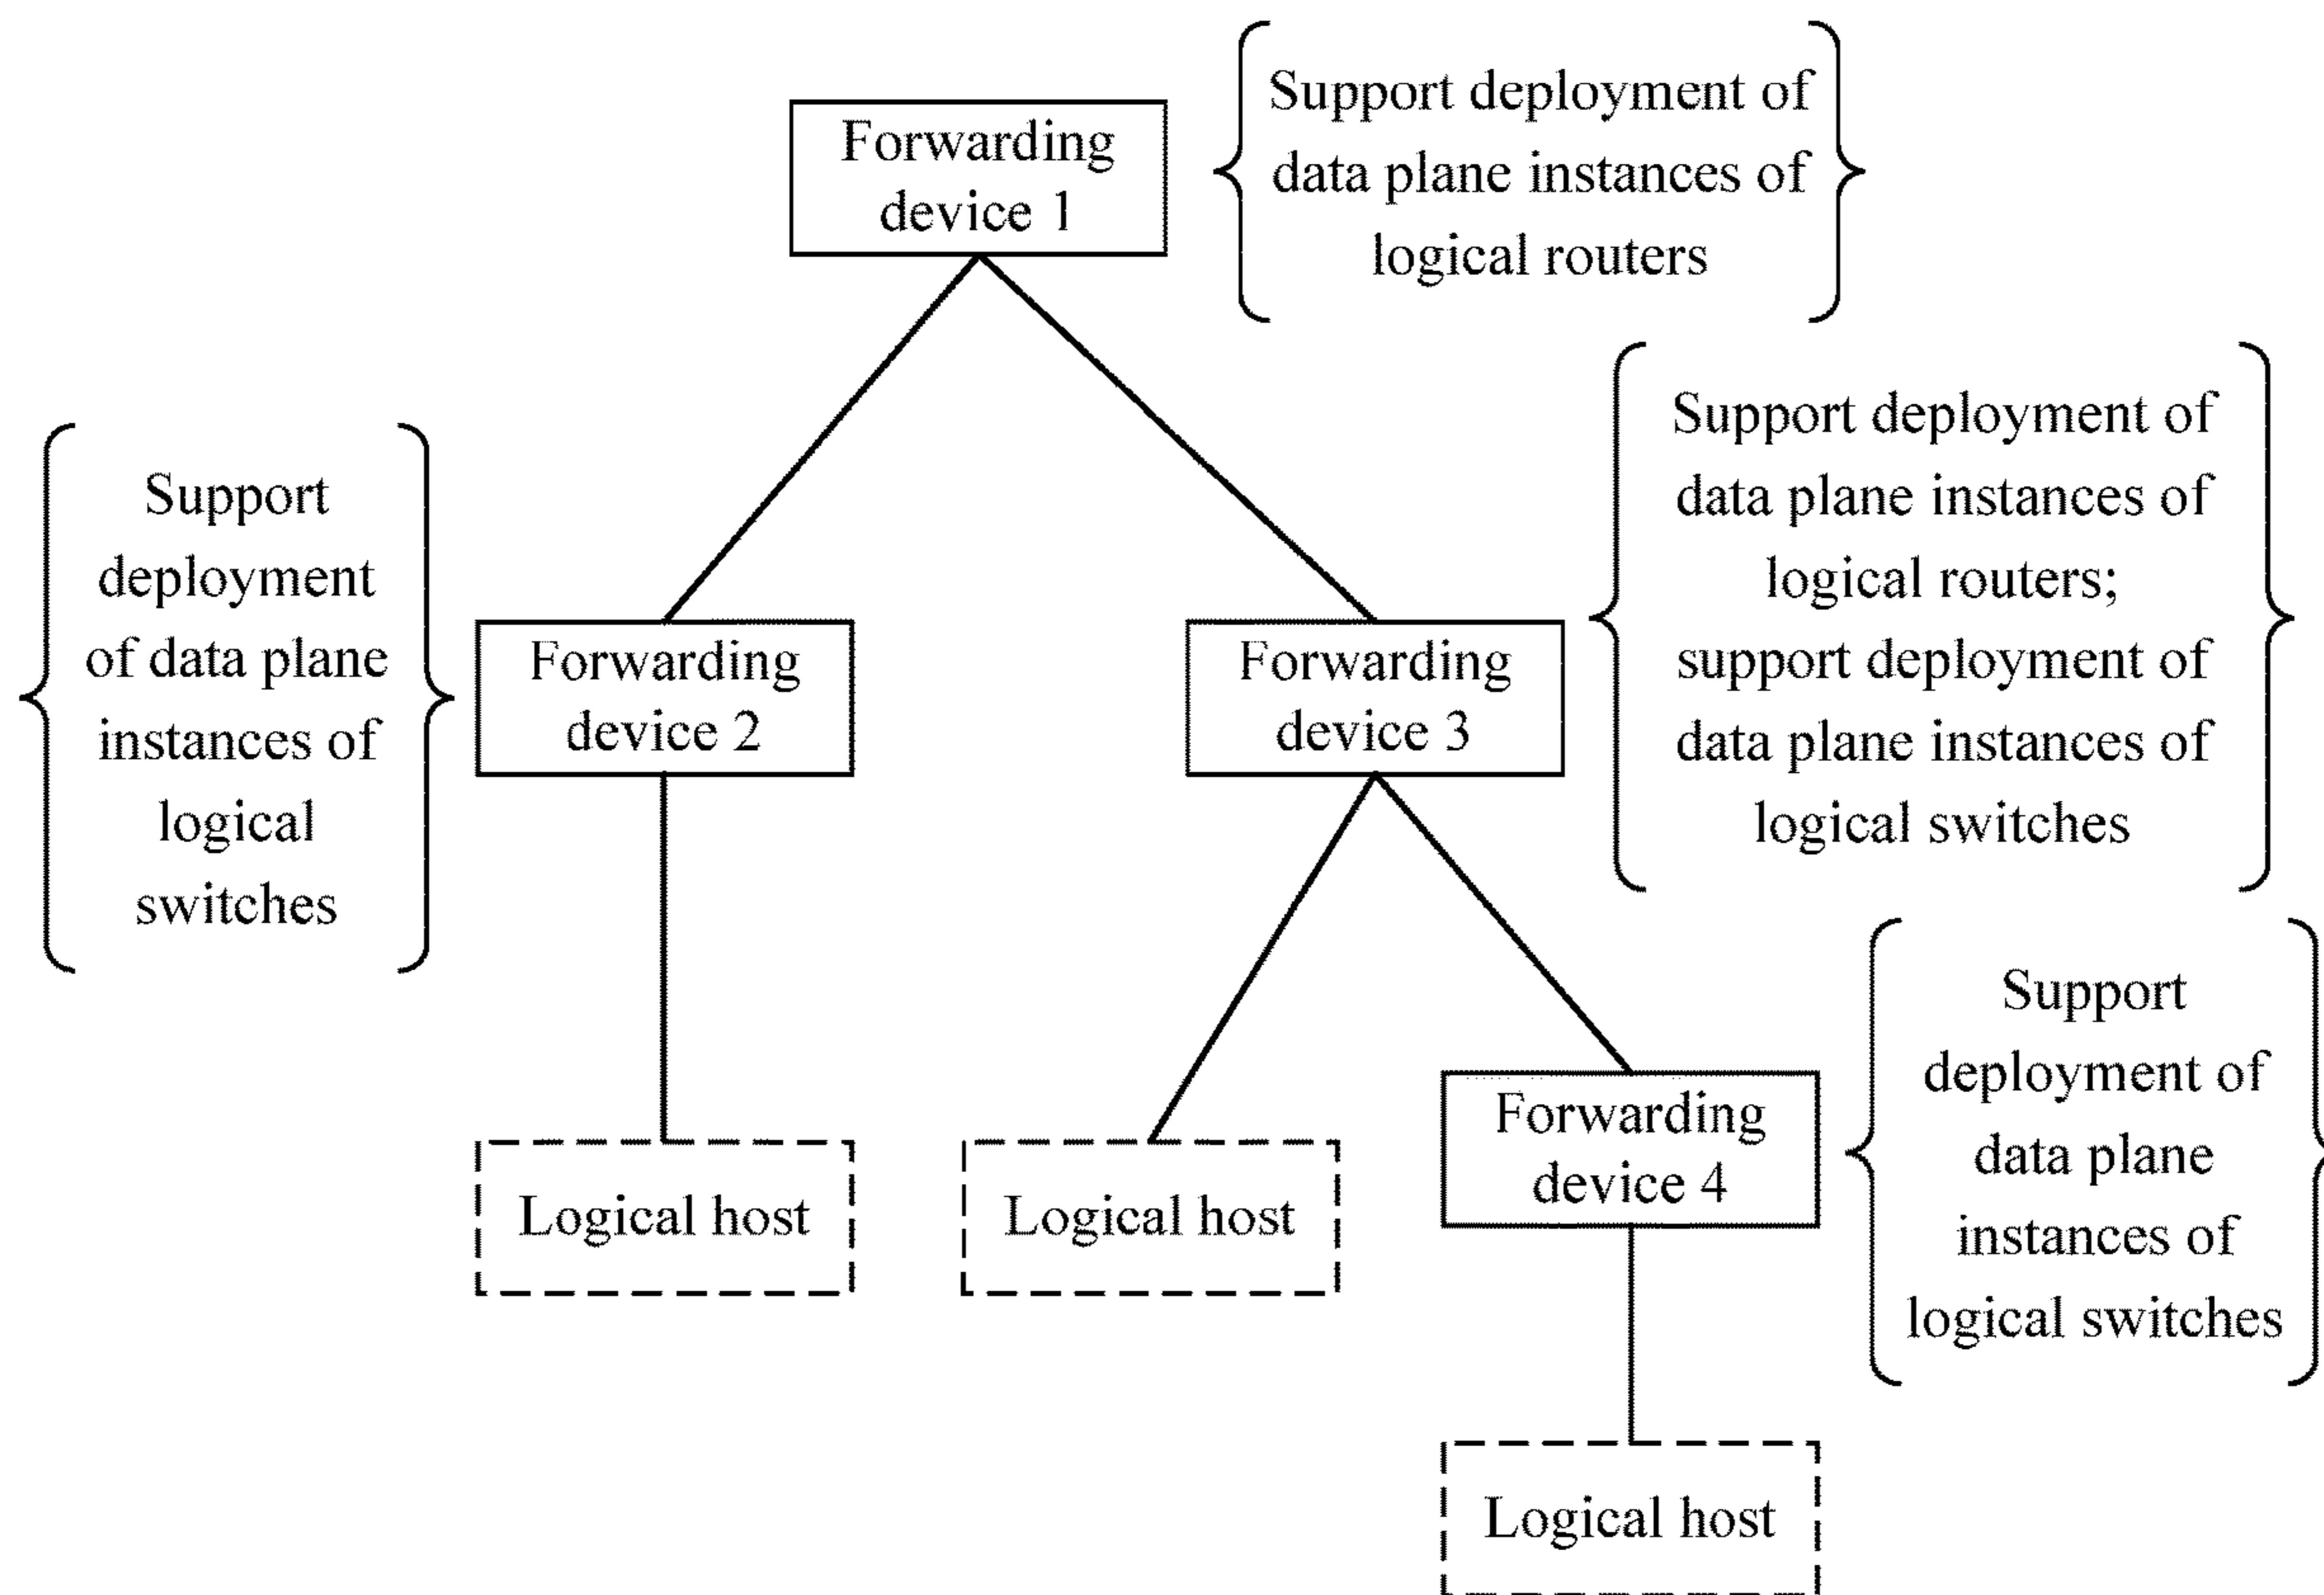 Forwarding
device 1
Support deployment of
data plane instances of
logical routers
Support
deployment
of data plane
instances of
logical
switches
Forwarding
device 2
Forwarding
device 3
Support deployment of
data plane instances of
logical routers;
support deployment of
data plane instances of
logical switches
Logical host
Logical host
Forwarding
device 4
Support
deployment of
data plane
instances of
logical switches
Logical host